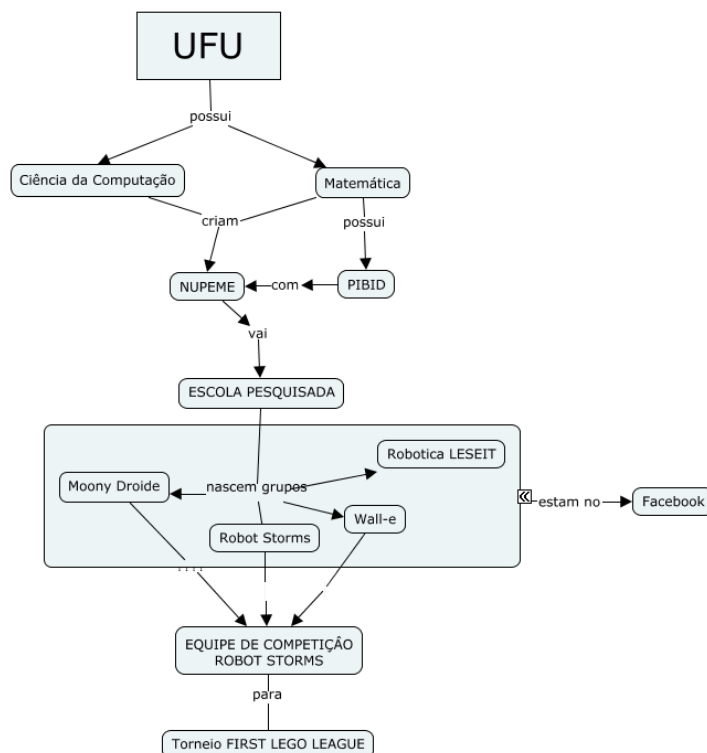 UFU
possui
Ciência da Computação
Matemática
criam
possui
NUPEME
com
PIBID
vai
ESCOLA PESQUISADA
Robotica LESEIT
Moony Droide
nascem grupos
Wall-e
estam no
Facebook
Robot Storms
EQUIPE DE COMPETIÇÂO
ROBOT STORMS
para
Torneio FIRST LEGO LEAGUE